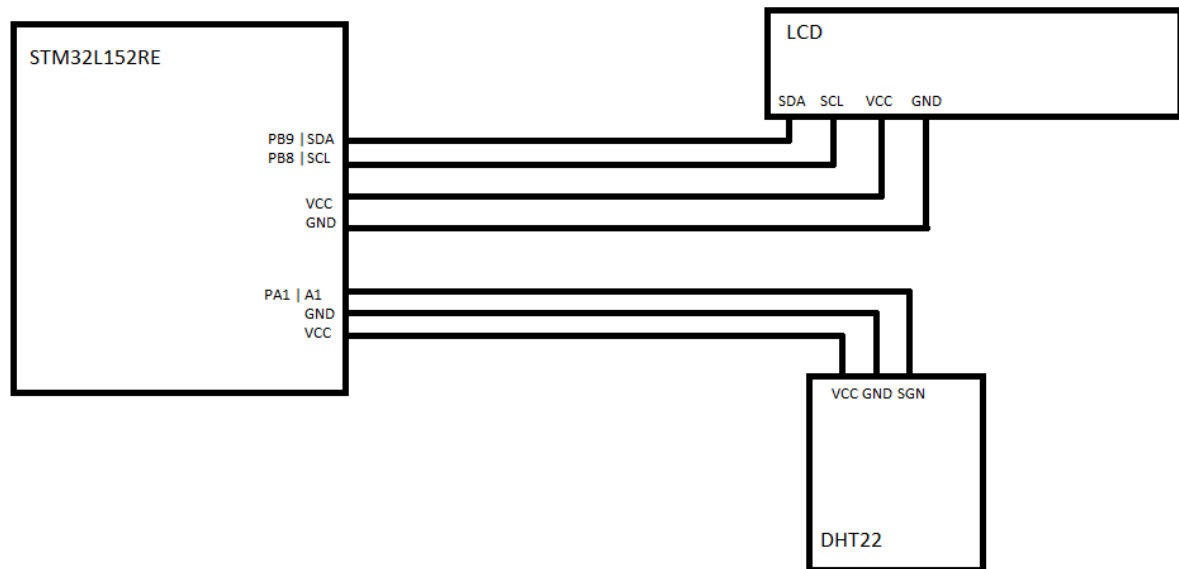 STM32L152RE
PB9 | SDA
PB8 | SCL
VCC
GND
PA1 | A1
GND
VCC
LCD
SDA SCL VCC GND
VCC GND SGN
DHT22